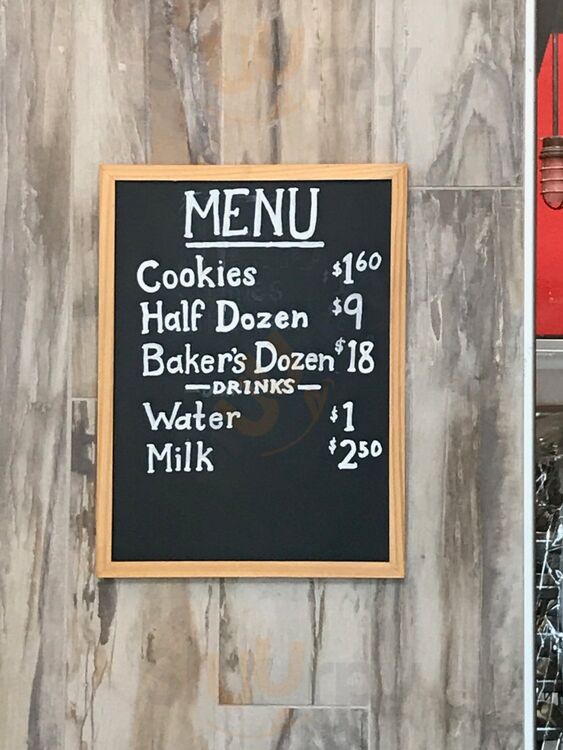 MENU
Cookies $1.60
Half Dozen $9
Baker's Dozen $18
—DRINKS—
Water $1
Milk $2.50